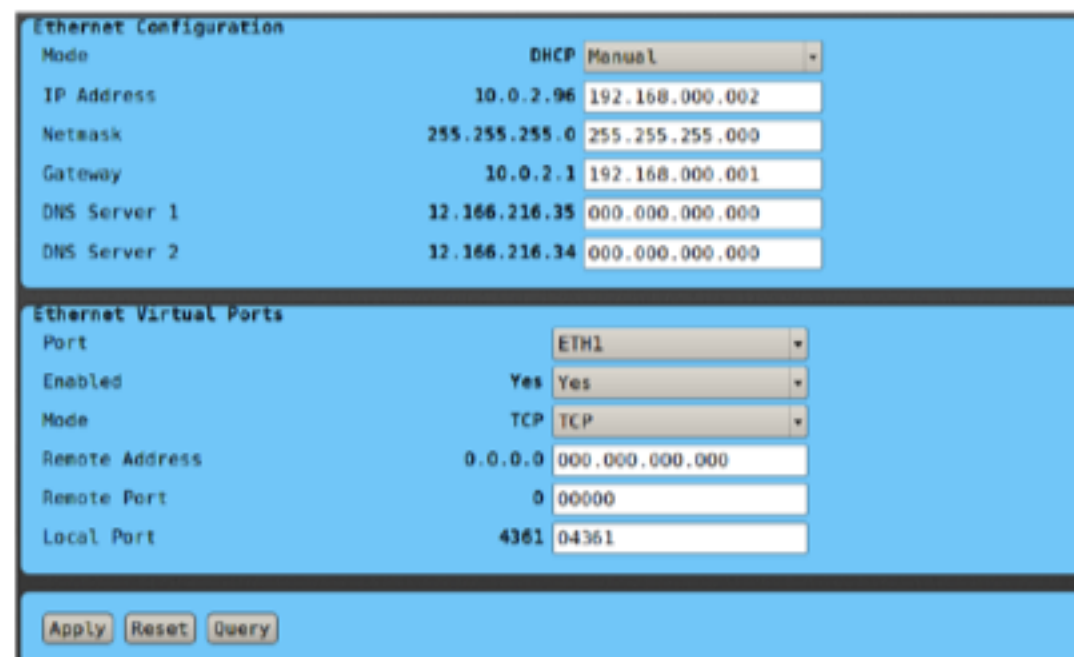 Ethernet Configuration
Mode DHCP Manual
IP Address 10.0.2.96 192.168.000.002
Netmask 255.255.255.0 255.255.255.000
Gateway 10.0.2.1 192.168.000.001
DNS Server 1 12.166.216.35 000.000.000.000
DNS Server 2 12.166.216.34 000.000.000.000
Ethernet Virtual Ports
Port ETH1
Enabled Yes Yes
Mode TCP TCP
Remote Address 0.0.0.0 000.000.000.000
Remote Port 0 00000
Local Port 4361 04361
Apply Reset Query